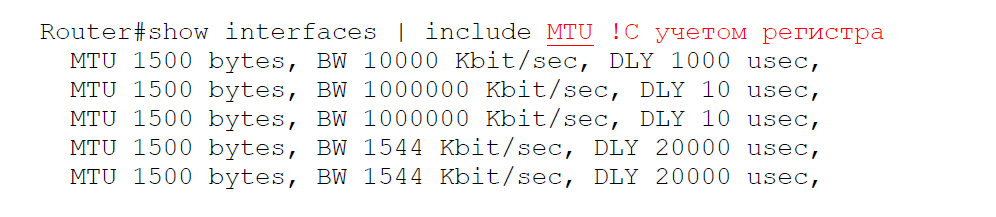 Router#show interfaces | include MTU !С учетом регистра
MTU 1500 bytes, BW 10000 Kbit/sec, DLY 1000 usec,
MTU 1500 bytes, BW 1000000 Kbit/sec, DLY 10 usec,
MTU 1500 bytes, BW 1000000 Kbit/sec, DLY 10 usec,
MTU 1500 bytes, BW 1544 Kbit/sec, DLY 20000 usec,
MTU 1500 bytes, BW 1544 Kbit/sec, DLY 20000 usec,